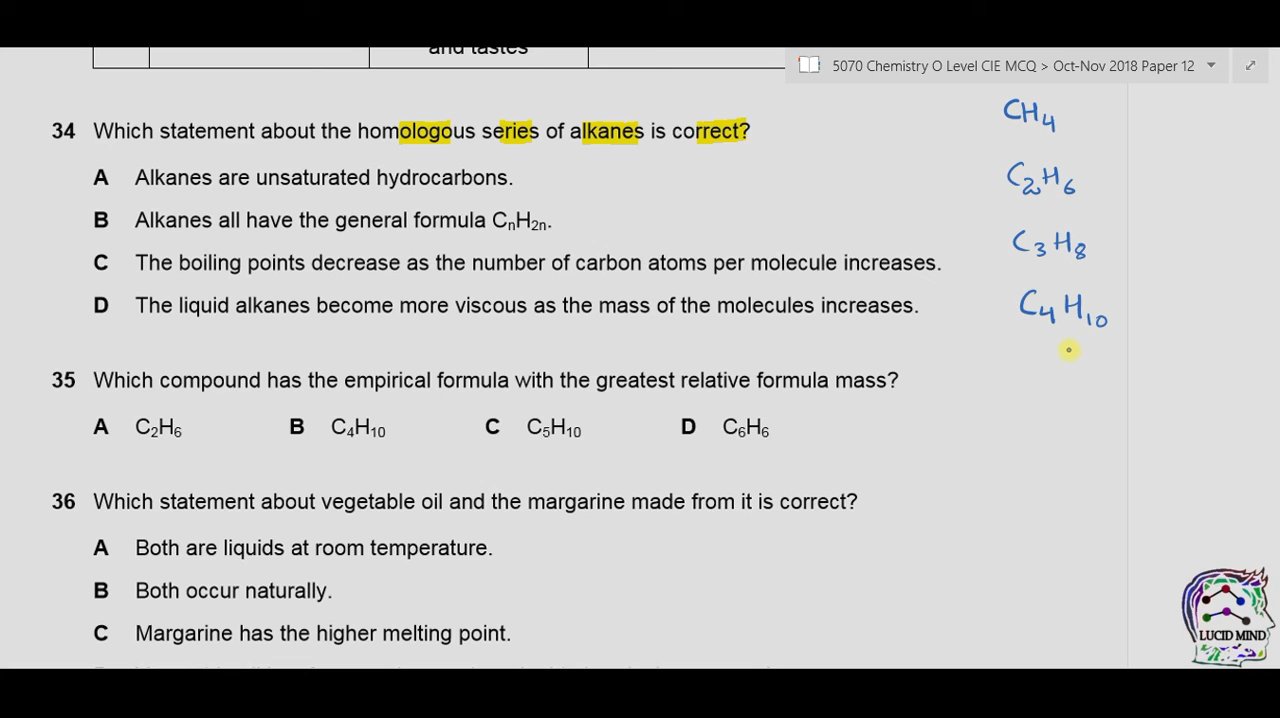 and tastes
5070 Chemistry O Level CIE MCQ > Oct-Nov 2018 Paper 12
34 Which statement about the homologous series of alkanes is correct?
A Alkanes are unsaturated hydrocarbons.
B Alkanes all have the general formula CₙH₂ₙ.
C The boiling points decrease as the number of carbon atoms per molecule increases.
D The liquid alkanes become more viscous as the mass of the molecules increases.
CH₄
C₂H₆
C₃H₈
C₄H₁₀
35 Which compound has the empirical formula with the greatest relative formula mass?
A C₂H₆ B C₄H₁₀ C C₅H₁₀ D C₆H₆
36 Which statement about vegetable oil and the margarine made from it is correct?
A Both are liquids at room temperature.
B Both occur naturally.
C Margarine has the higher melting point.
LUCID MIND